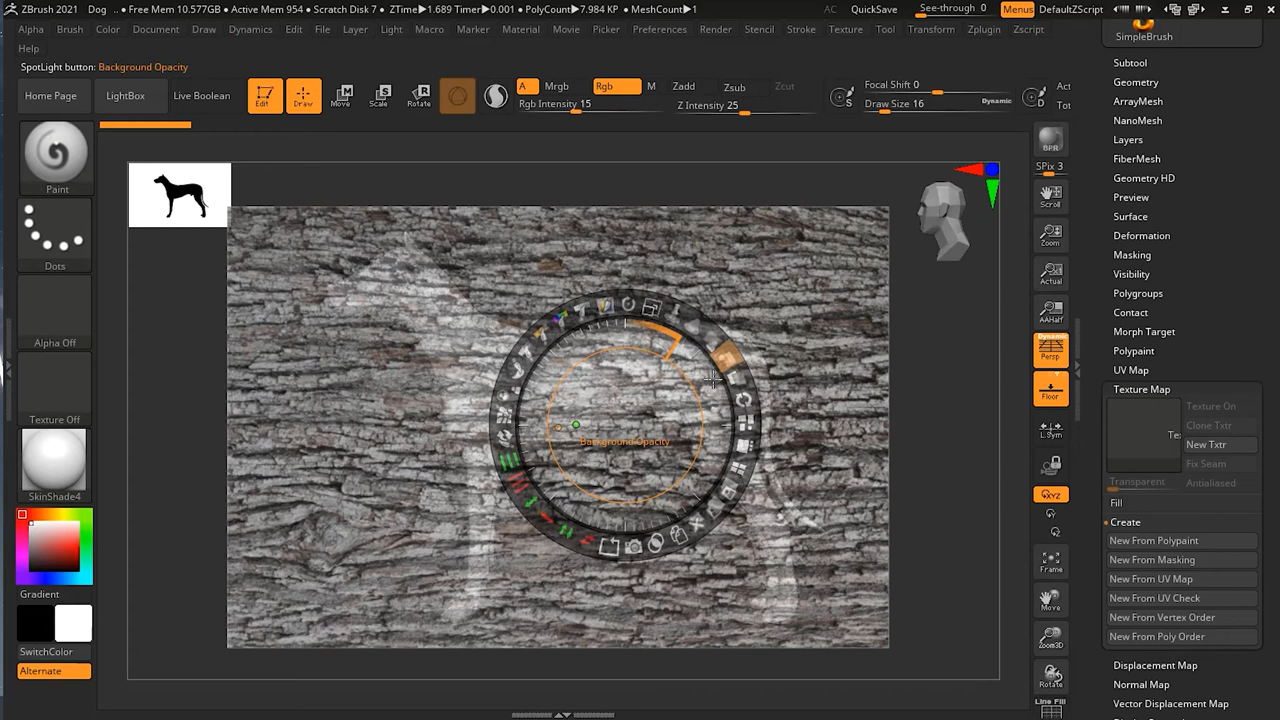 ZBrush 2021 Dog .. ● Free Mem 10.577GB ● Active Mem 954 ● Scratch Disk 7 ● ZTime▶1.689 Timer▶0.001 ● PolyCount▶7.984 KP ● MeshCount▶1 AC QuickSave See-through 0 Menus DefaultZScript
Alpha Brush Color Document Draw Dynamics Edit File Layer Light Macro Marker Material Movie Picker Preferences Render Stencil Stroke Texture Tool Transform Zplugin Zscript
Help
SpotLight button: Background Opacity
Home Page LightBox Live Boolean Edit Draw Move Scale Rotate
A Mrgb Rgb M Zadd Zsub Zcut
Rgb Intensity 15 Z Intensity 25
S Focal Shift 0
Draw Size 16 Dynamic D
Act
Tot
Paint
Dots
Alpha Off
Texture Off
SkinShade4
Gradient
SwitchColor
Alternate
Background Opacity
BPR
SPix 3
Scroll
Zoom
Actual
AAHalf
Dynamic
Persp
Floor
L.Sym
XYZ
Y
Z
Frame
Move
Zoom3D
Rotate
Line Fill
SimpleBrush
Subtool
Geometry
ArrayMesh
NanoMesh
Layers
FiberMesh
Geometry HD
Preview
Surface
Deformation
Masking
Visibility
Polygroups
Contact
Morph Target
Polypaint
UV Map
Texture Map
Texture On
Clone Txtr
New Txtr
Fix Seam
Transparent Antialiased
Fill
Create
New From Polypaint
New From Masking
New From UV Map
New From UV Check
New From Vertex Order
New From Poly Order
Displacement Map
Normal Map
Vector Displacement Map